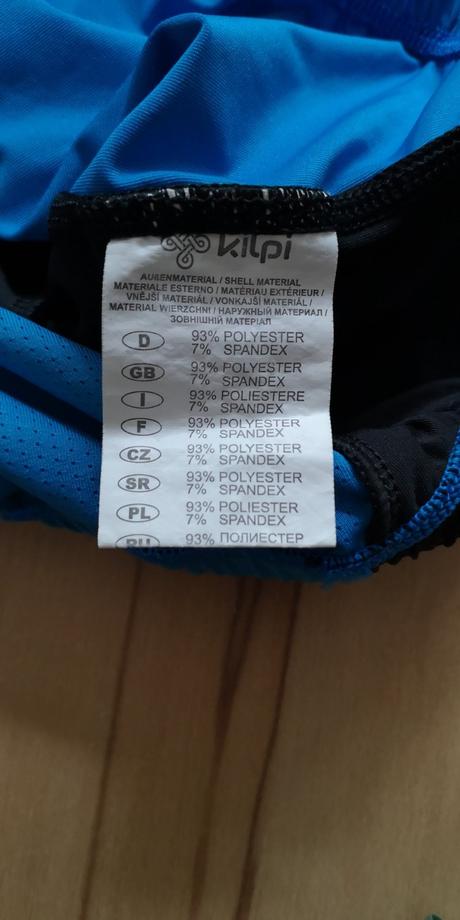 kilpi
AUßENMATERIAL / SHELL MATERIAL
MATERIALE ESTERNO / MATÉRIAU EXTÉRIEUR /
VNĚJŠÍ MATERIÁL / VONKAJŠÍ MATERIÁL /
MATERIAŁ WIERZCHNI / НАРУЖНЫЙ МАТЕРИАЛ /
ЗОВНІШНІЙ МАТЕРІАЛ
D 93% POLYESTER
7% SPANDEX
GB 93% POLYESTER
7% SPANDEX
I 93% POLIESTERE
7% SPANDEX
F 93% POLYESTER
7% SPANDEX
CZ 93% POLYESTER
7% SPANDEX
SR 93% POLYESTER
7% SPANDEX
PL 93% POLIESTER
7% SPANDEX
RU 93% ПОЛИЕСТЕР